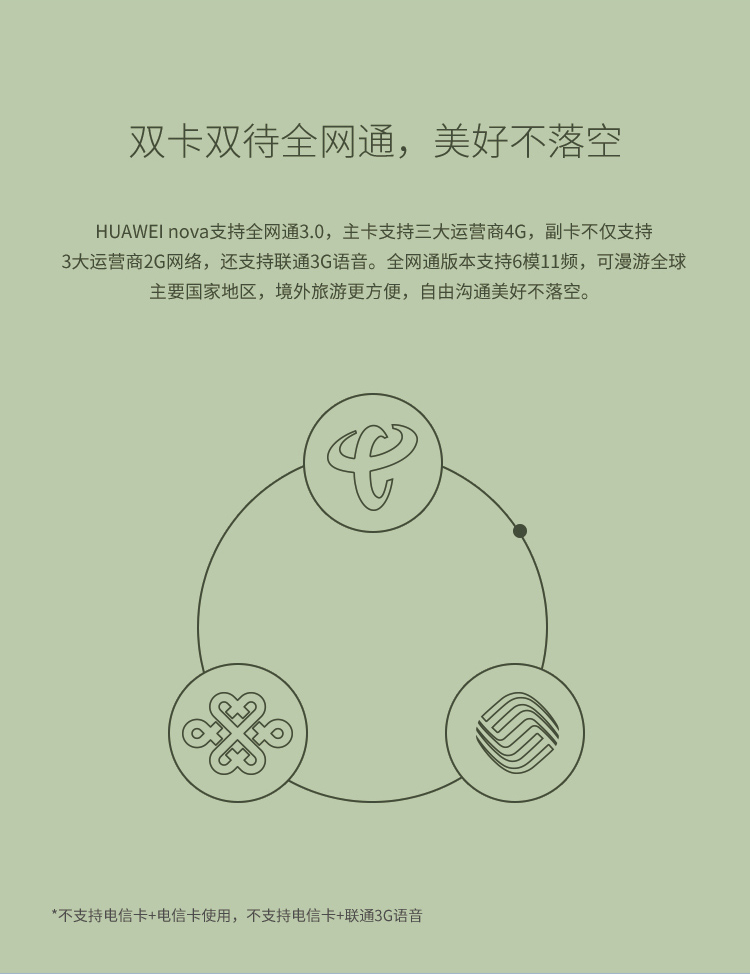 双卡双待全网通，美好不落空
HUAWEI nova支持全网通3.0，主卡支持三大运营商4G，副卡不仅支持
3大运营商2G网络，还支持联通3G语音。全网通版本支持6模11频，可漫游全球
主要国家地区，境外旅游更方便，自由沟通美好不落空。
*不支持电信卡+电信卡使用，不支持电信卡+联通3G语音